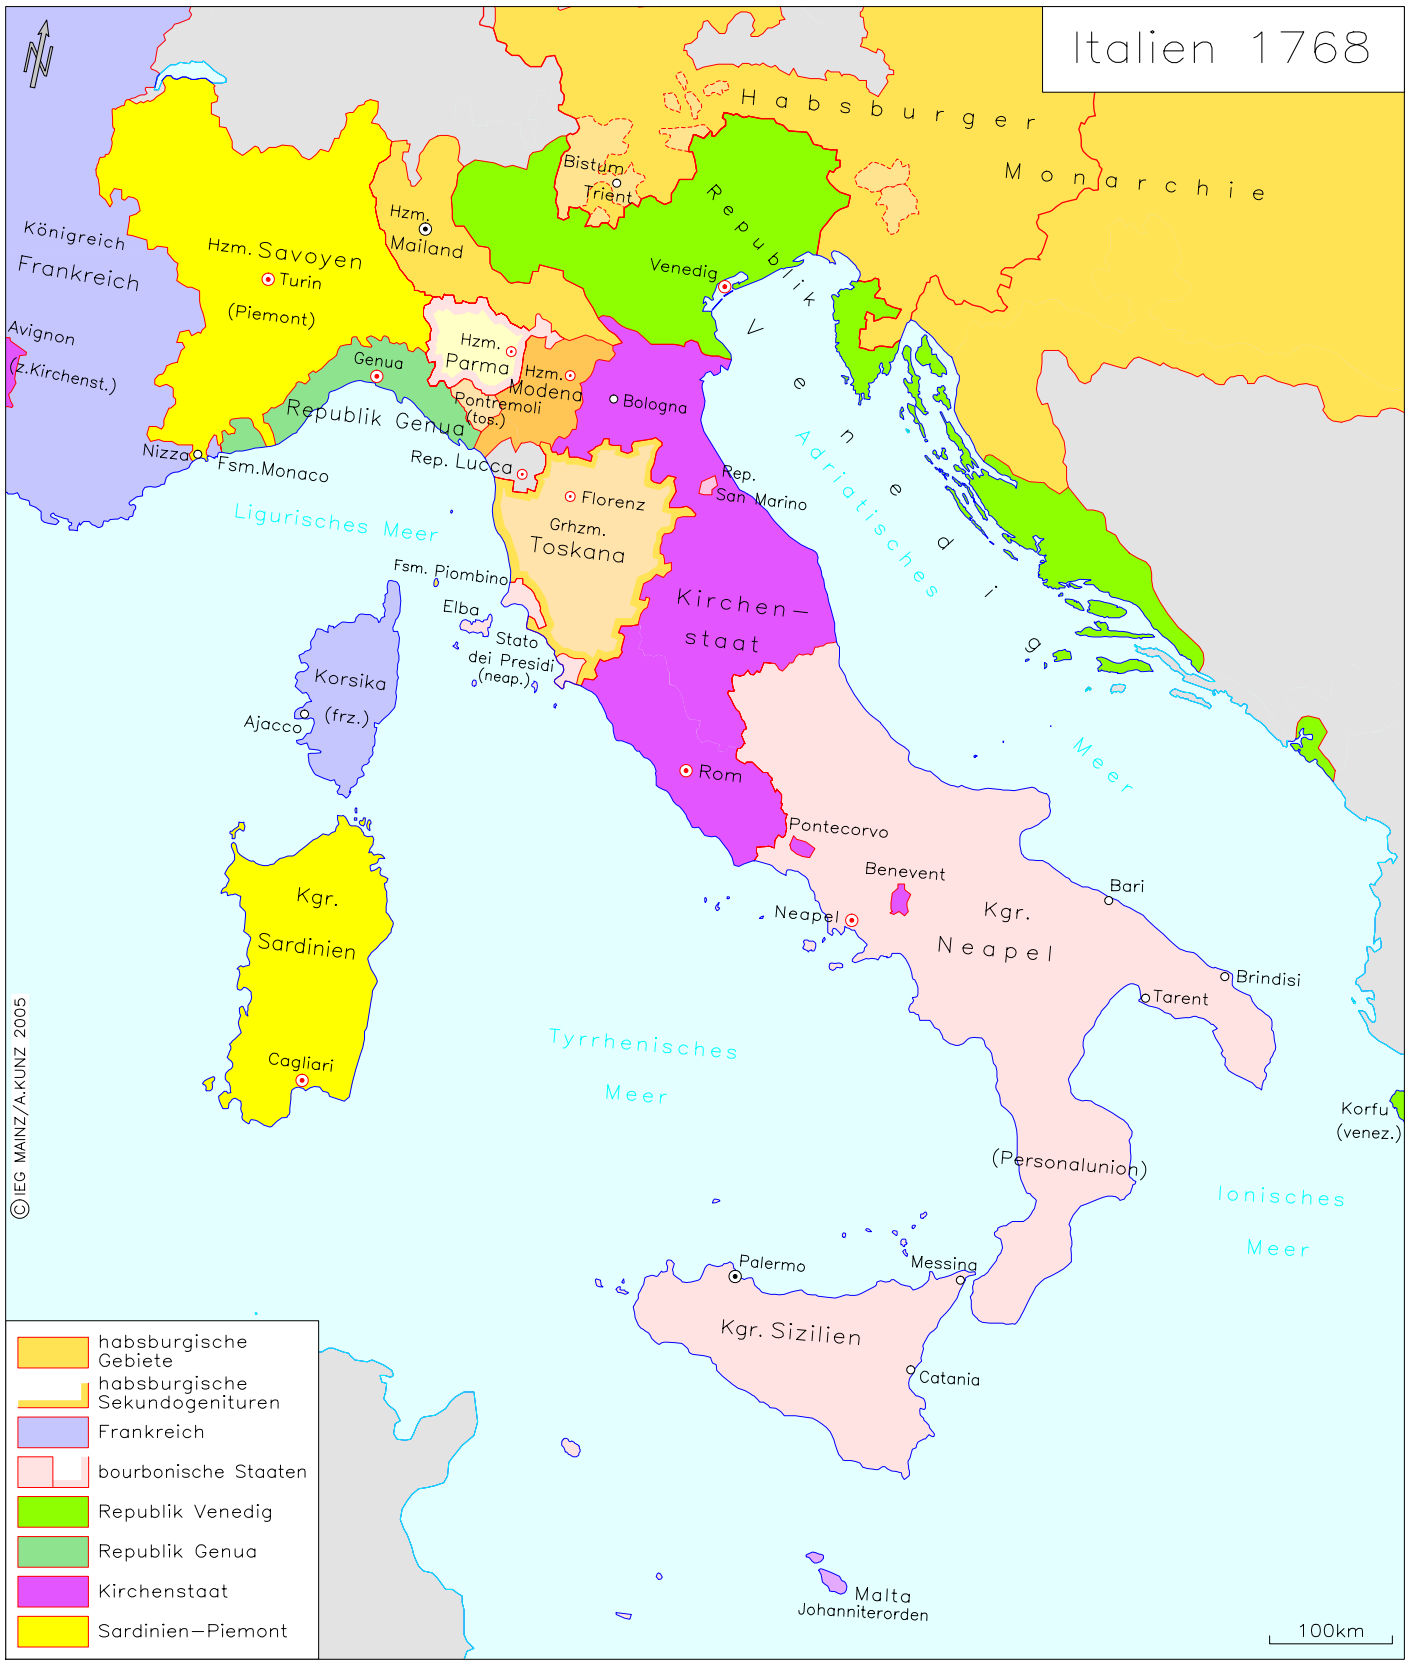 Italien 1768
Habsburger
Monarchie
Bistum
Trient
Republik
Venedig
Hzm.
Mailand
Königreich
Frankreich
Hzm. Savoyen
Turin
(Piemont)
Venedig
Avignon
(z.Kirchenst.)
Genua
Hzm.
Parma
Hzm.
Modena
Pontremoli
(tos.)
Bologna
Republik Genua
Nizza
Fsm.Monaco
Rep. Lucca
Rep.
San Marino
Adriatisches
Meer
Ligurisches Meer
Florenz
Grhzm.
Toskana
Fsm. Piombino
Elba
Stato
dei Presidi
(neap.)
Kirchen-
staat
Korsika
(frz.)
Ajacco
Rom
Pontecorvo
Benevent
Bari
Neapel
Kgr.
Neapel
Brindisi
Tarent
Kgr.
Sardinien
Cagliari
Tyrrhenisches
Meer
Korfu
(venez.)
(Personalunion)
Ionisches
Meer
Palermo
Messina
Kgr. Sizilien
Catania
Malta
Johanniterorden
©IEG MAINZ/A.KUNZ 2005
habsburgische
Gebiete
habsburgische
Sekundogenituren
Frankreich
bourbonische Staaten
Republik Venedig
Republik Genua
Kirchenstaat
Sardinien-Piemont
100km
N